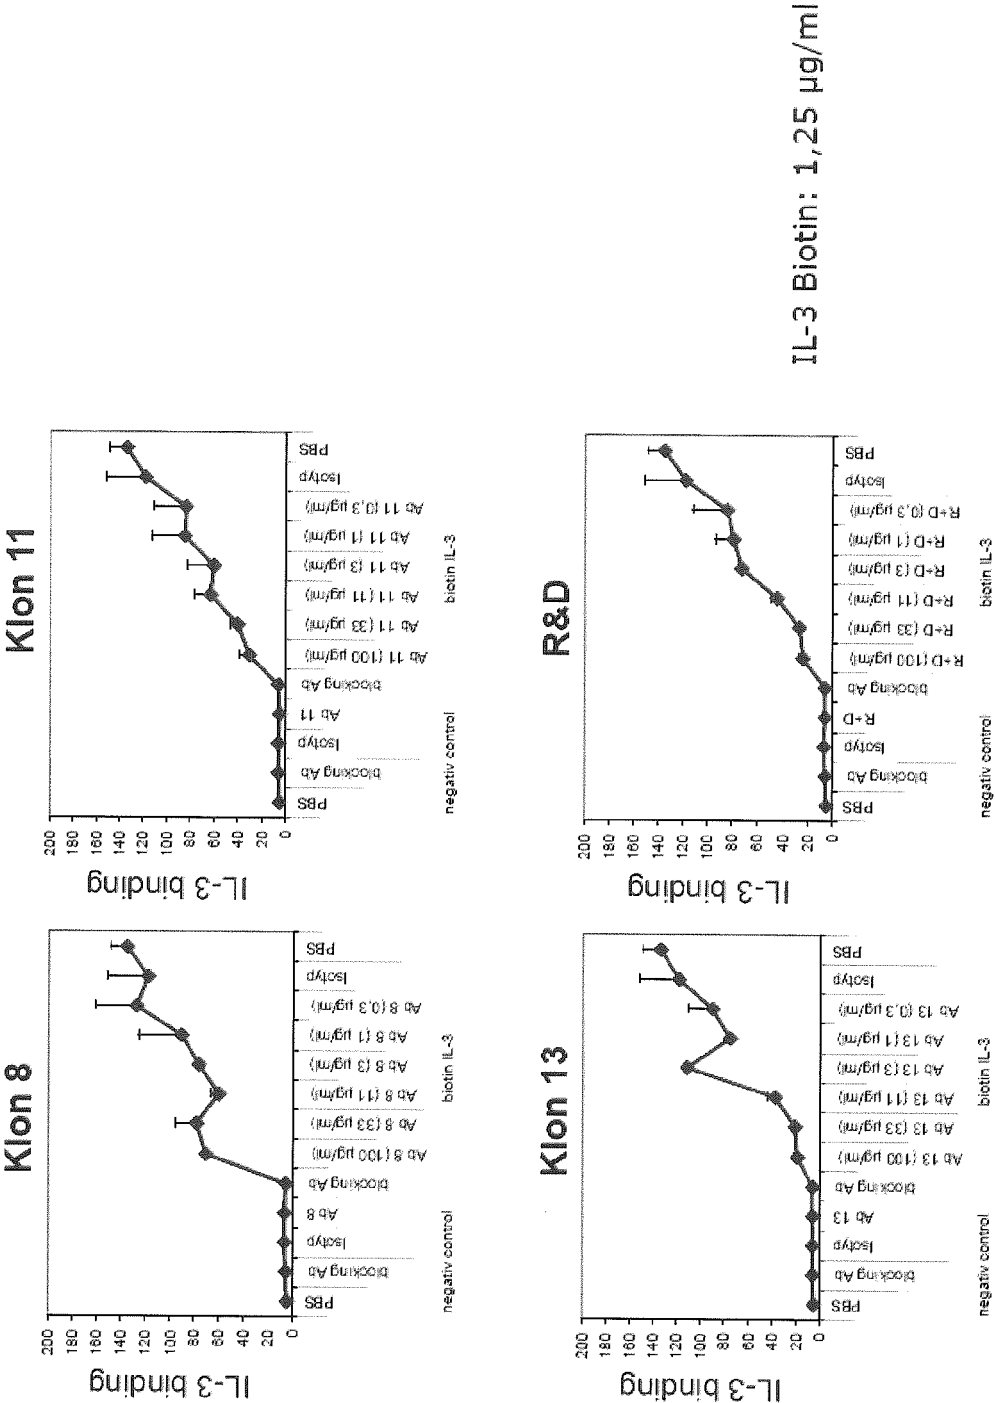 Klon 8
IL-3 binding
200
180
160
140
120
100
80
60
40
20
0
PBS
blocking Ab
Isotyp
Ab 8
blocking Ab
Ab 8 (100 µg/ml)
Ab 8 (33 µg/ml)
Ab 8 (11 µg/ml)
Ab 8 (3 µg/ml)
Ab 8 (1 µg/ml)
Ab 8 (0,3 µg/ml)
Isotyp
PBS
negativ control
biotin IL-3
Klon 11
IL-3 binding
200
180
160
140
120
100
80
60
40
20
0
PBS
blocking Ab
Isotyp
Ab 11
blocking Ab
Ab 11 (100 µg/ml)
Ab 11 (33 µg/ml)
Ab 11 (11 µg/ml)
Ab 11 (3 µg/ml)
Ab 11 (1 µg/ml)
Ab 11 (0,3 µg/ml)
Isotyp
PBS
negativ control
biotin IL-3
Klon 13
IL-3 binding
200
180
160
140
120
100
80
60
40
20
0
PBS
blocking Ab
Isotyp
Ab 13
blocking Ab
Ab 13 (100 µg/ml)
Ab 13 (33 µg/ml)
Ab 13 (11 µg/ml)
Ab 13 (3 µg/ml)
Ab 13 (1 µg/ml)
Ab 13 (0,3 µg/ml)
Isotyp
PBS
negativ control
biotin IL-3
R&D
IL-3 binding
200
180
160
140
120
100
80
60
40
20
0
PBS
blocking Ab
Isotyp
R+D
blocking Ab
R+D (100 µg/ml)
R+D (33 µg/ml)
R+D (11 µg/ml)
R+D (3 µg/ml)
R+D (1 µg/ml)
R+D (0,3 µg/ml)
Isotyp
PBS
negativ control
biotin IL-3
IL-3 Biotin: 1,25 µg/ml